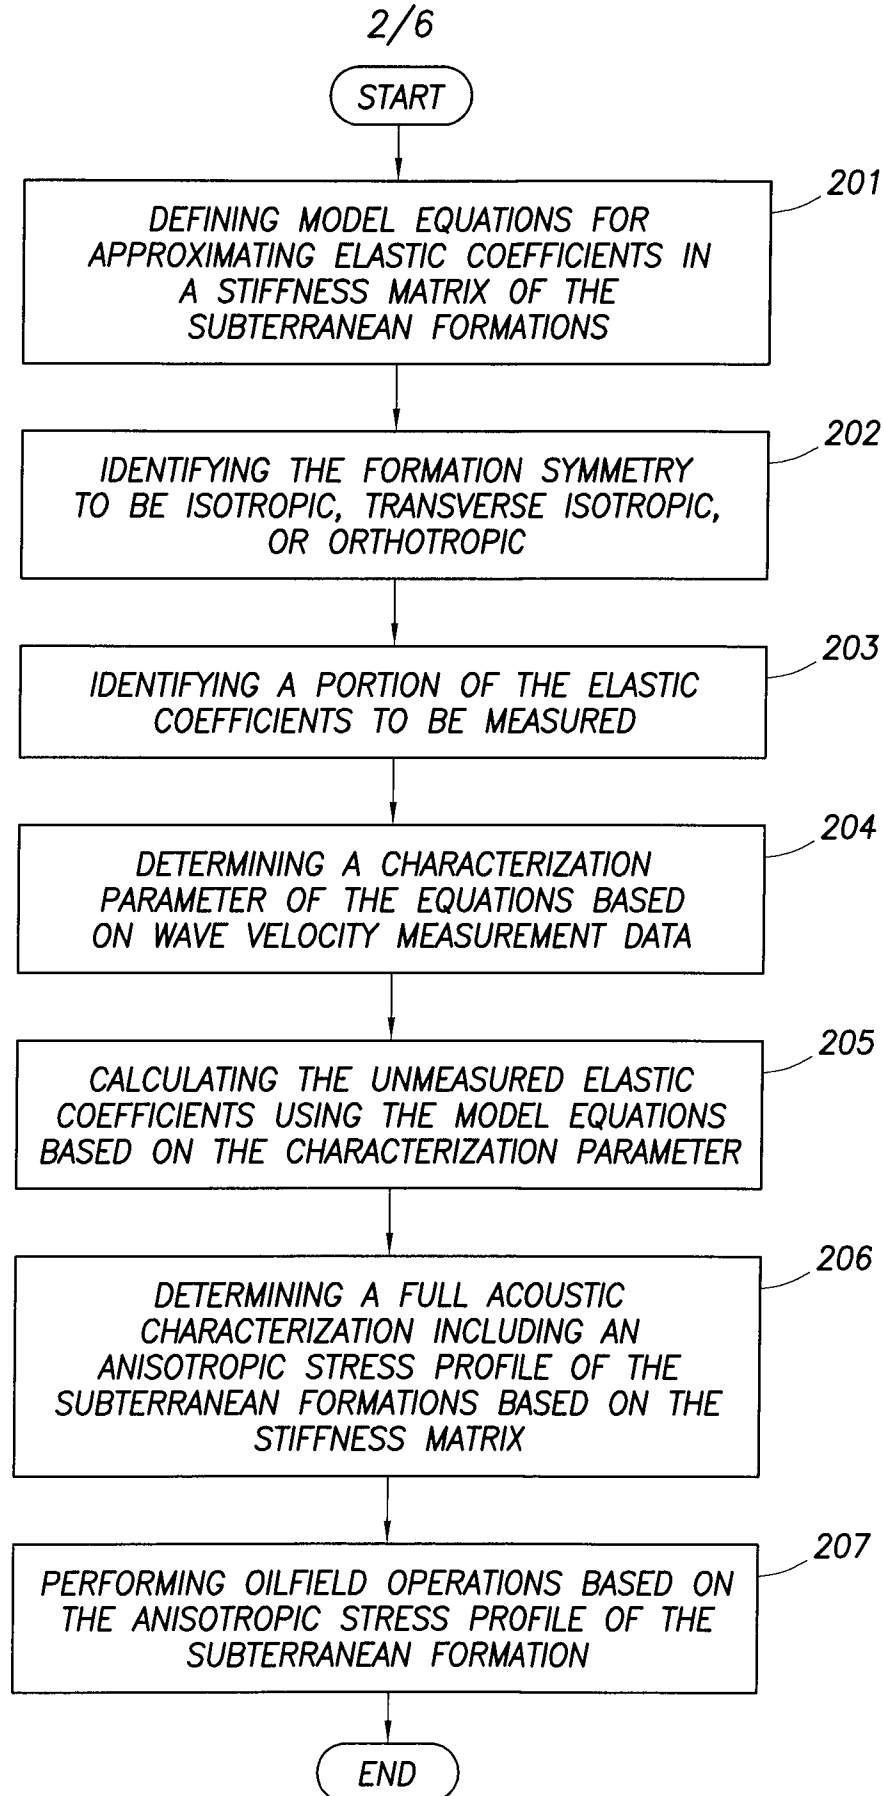 2/6
START
201
DEFINING MODEL EQUATIONS FOR
APPROXIMATING ELASTIC COEFFICIENTS IN
A STIFFNESS MATRIX OF THE
SUBTERRANEAN FORMATIONS
202
IDENTIFYING THE FORMATION SYMMETRY
TO BE ISOTROPIC, TRANSVERSE ISOTROPIC,
OR ORTHOTROPIC
203
IDENTIFYING A PORTION OF THE ELASTIC
COEFFICIENTS TO BE MEASURED
204
DETERMINING A CHARACTERIZATION
PARAMETER OF THE EQUATIONS BASED
ON WAVE VELOCITY MEASUREMENT DATA
205
CALCULATING THE UNMEASURED ELASTIC
COEFFICIENTS USING THE MODEL EQUATIONS
BASED ON THE CHARACTERIZATION PARAMETER
206
DETERMINING A FULL ACOUSTIC
CHARACTERIZATION INCLUDING AN
ANISOTROPIC STRESS PROFILE OF THE
SUBTERRANEAN FORMATIONS BASED ON THE
STIFFNESS MATRIX
207
PERFORMING OILFIELD OPERATIONS BASED ON
THE ANISOTROPIC STRESS PROFILE OF THE
SUBTERRANEAN FORMATION
END